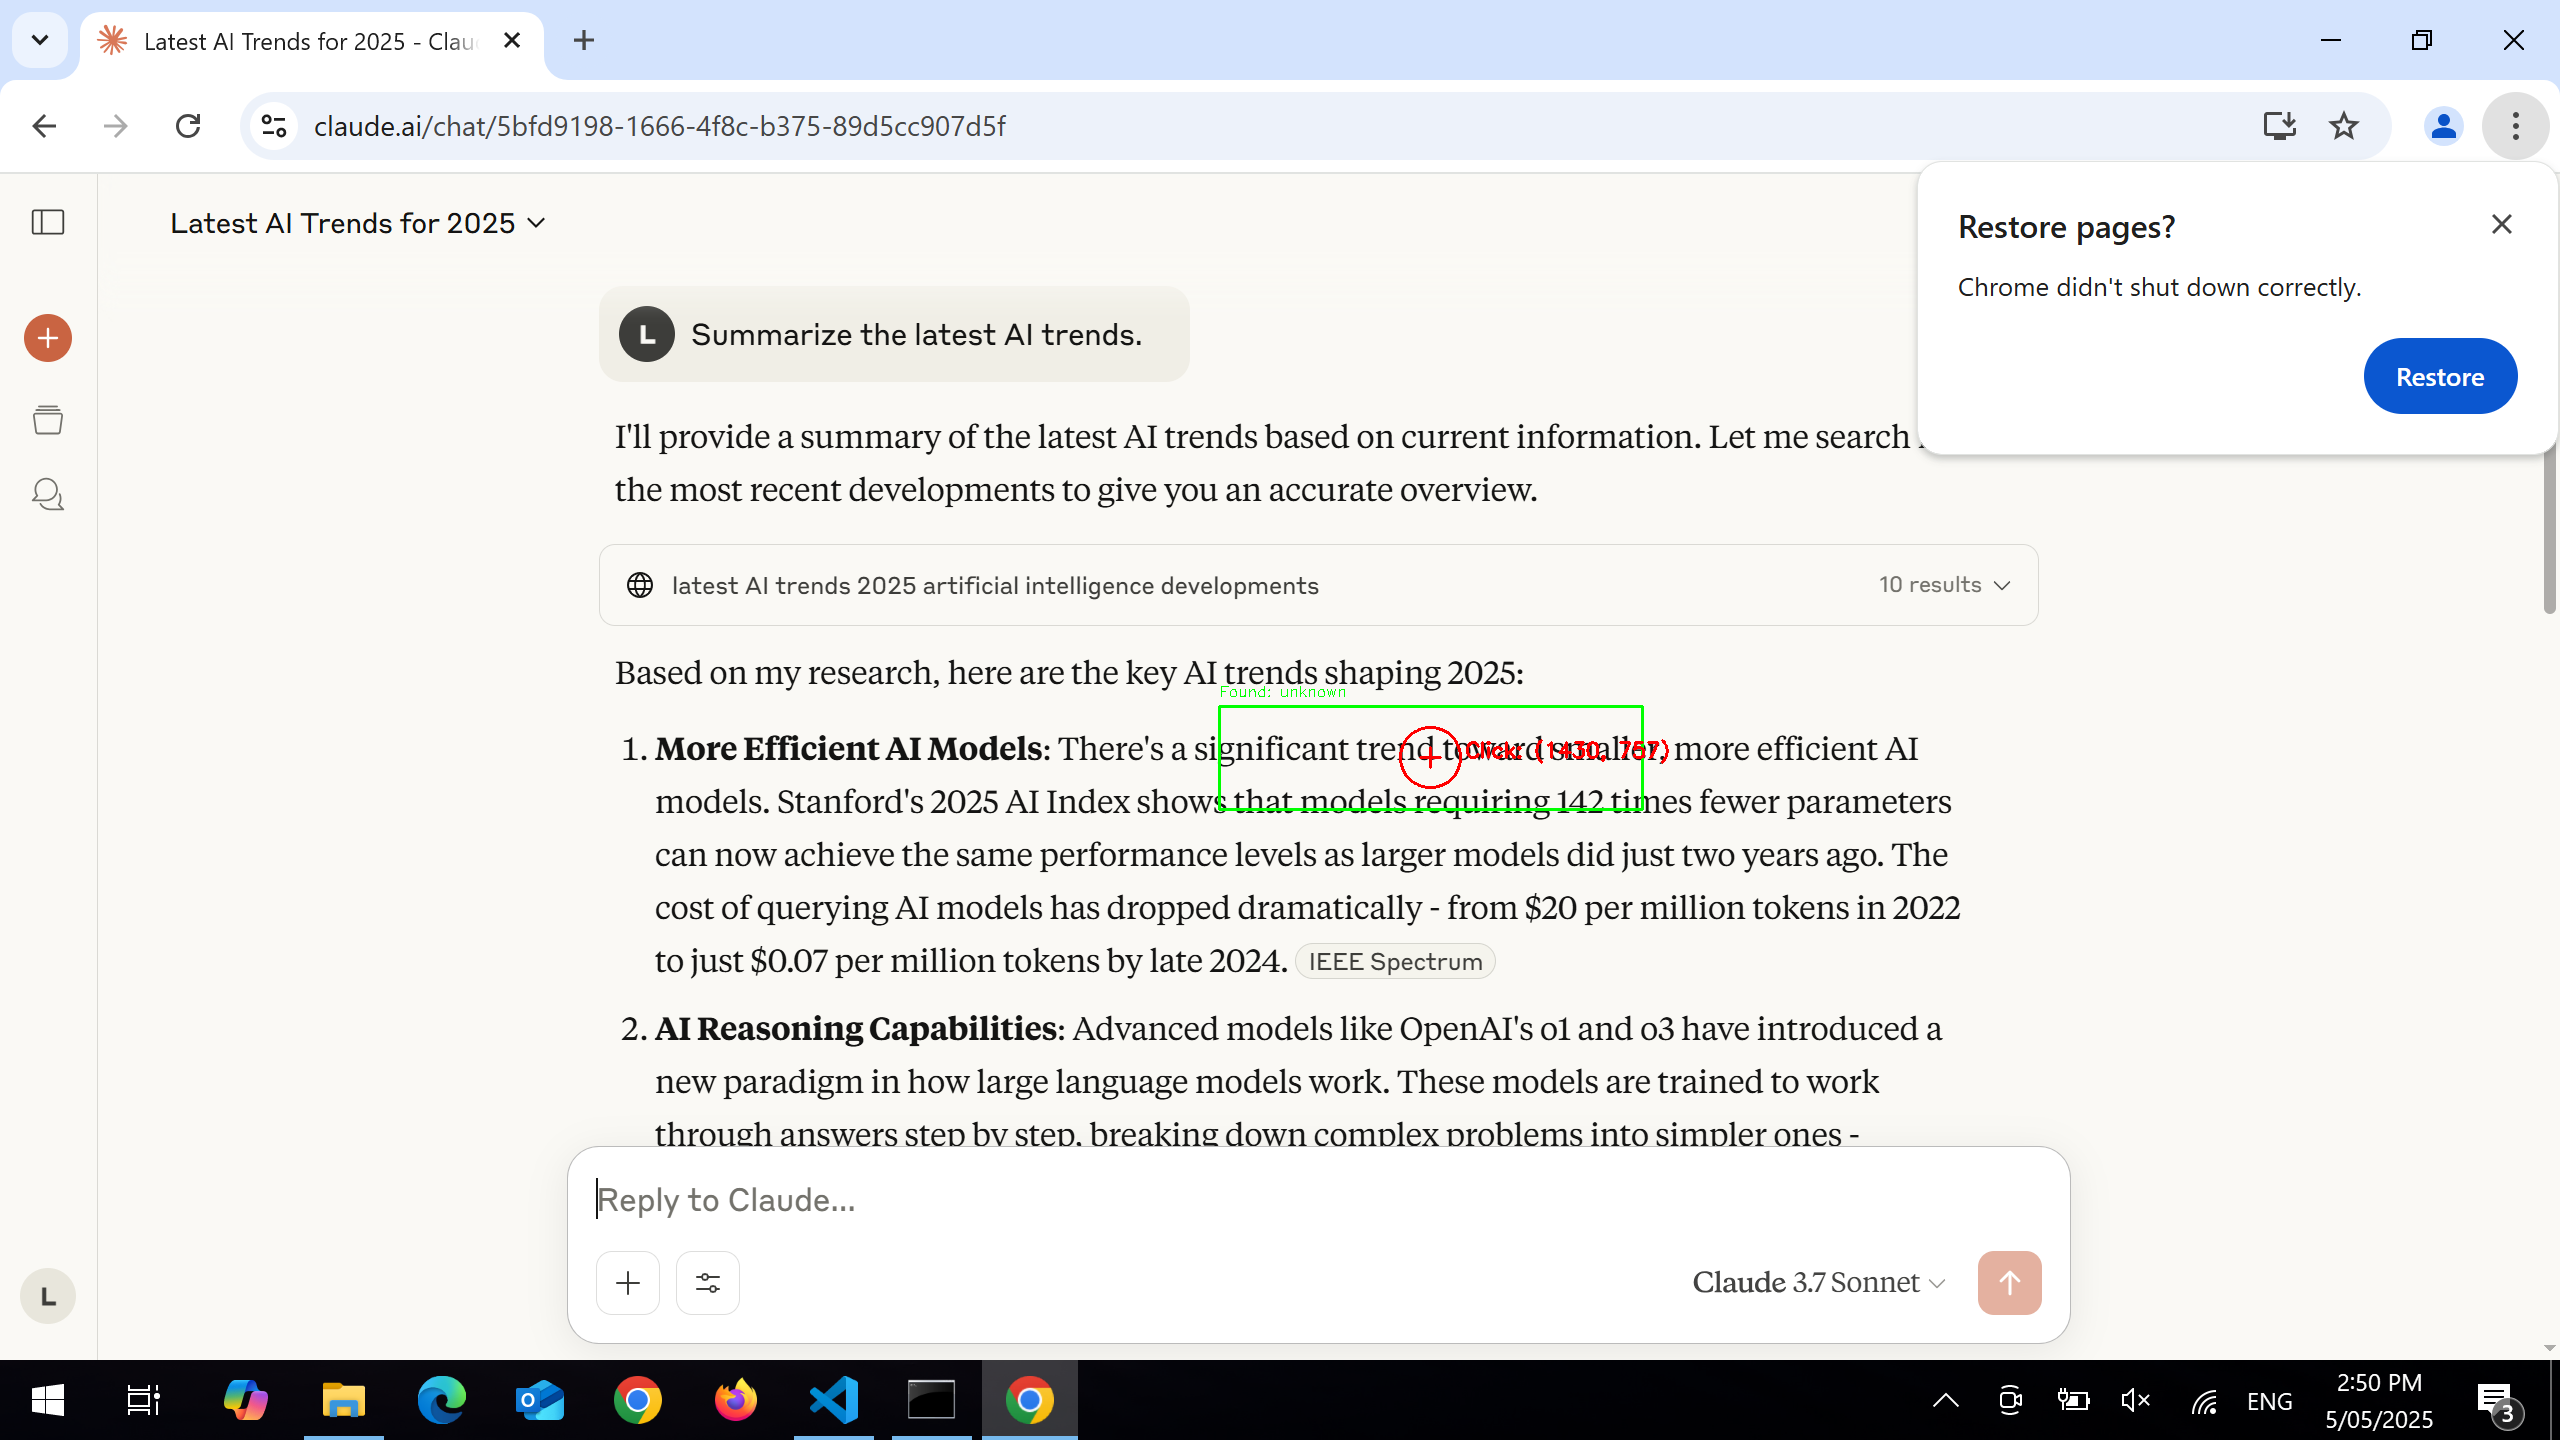 Latest AI Trends for 2025 - Clau
claude.ai/chat/5bfd9198-1666-4f8c-b375-89d5cc907d5f
Latest AI Trends for 2025
Restore pages?
Chrome didn't shut down correctly.
Restore
L
Summarize the latest AI trends.
I'll provide a summary of the latest AI trends based on current information. Let me search
the most recent developments to give you an accurate overview.
latest AI trends 2025 artificial intelligence developments
10 results
Based on my research, here are the key AI trends shaping 2025:
Found: unknown
1. More Efficient AI Models: There's a significant trend toward smaller, more efficient AI
Click: (1430, 757)
models. Stanford's 2025 AI Index shows that models requiring 142 times fewer parameters
can now achieve the same performance levels as larger models did just two years ago. The
cost of querying AI models has dropped dramatically - from $20 per million tokens in 2022
to just $0.07 per million tokens by late 2024. IEEE Spectrum
2. AI Reasoning Capabilities: Advanced models like OpenAI's o1 and o3 have introduced a
new paradigm in how large language models work. These models are trained to work
through answers step by step, breaking down complex problems into simpler ones -
Reply to Claude...
Claude 3.7 Sonnet
L
ENG
2:50 PM
5/05/2025
3